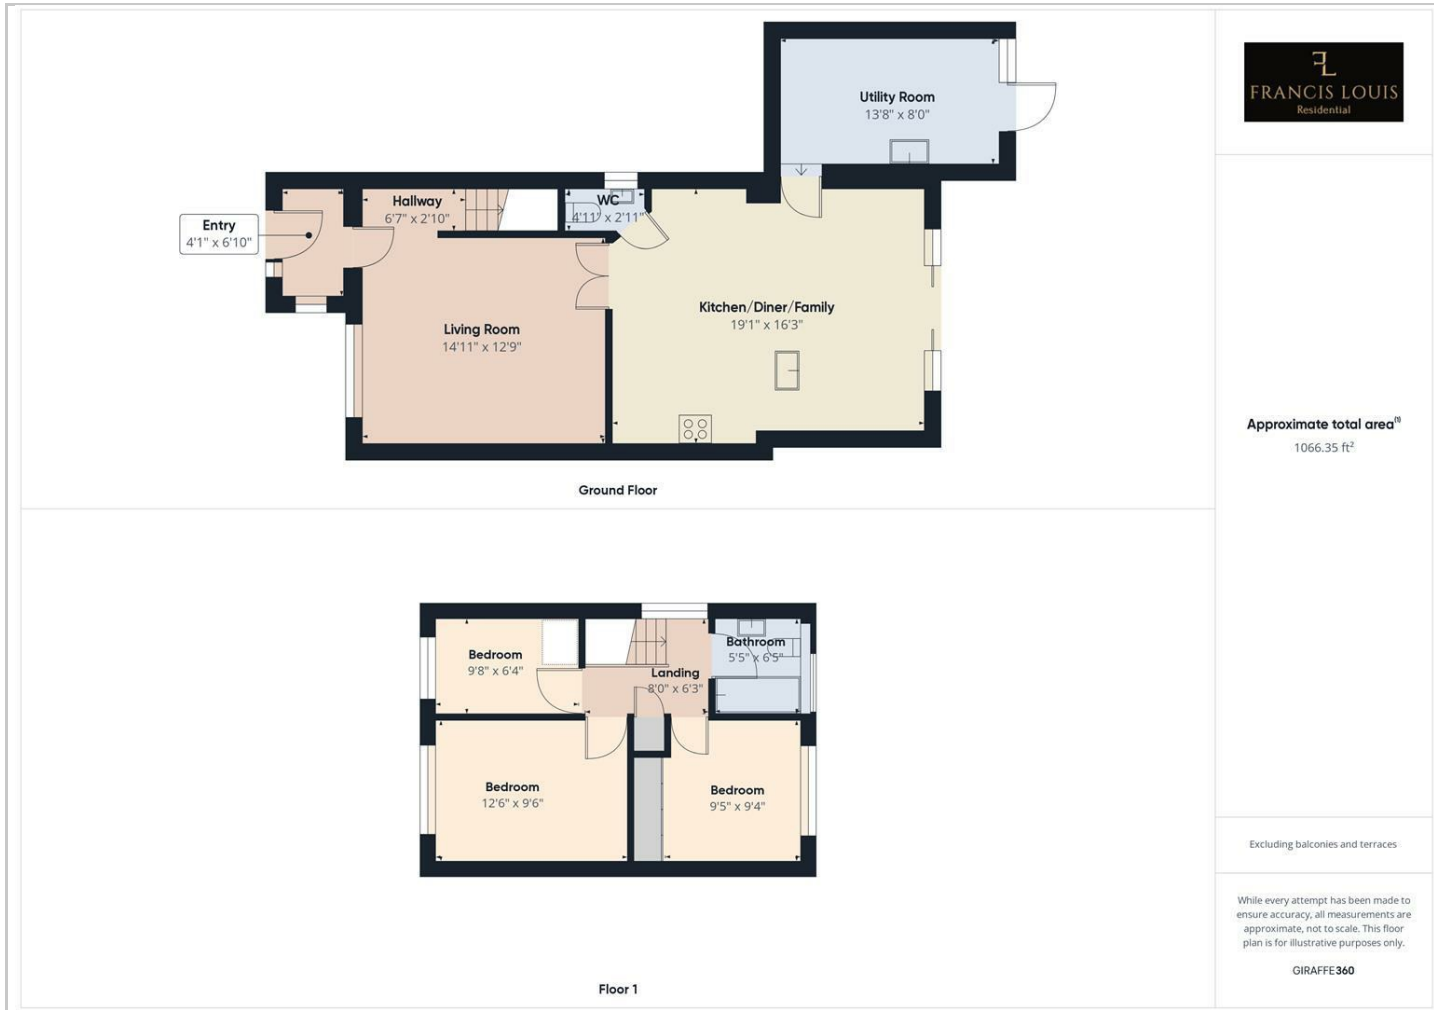 Utility Room
13'8" x 8'0"
Entry
4'1" x 6'10"
Hallway
6'7" x 2'10"
WC
4'11" x 2'11"
Living Room
14'11" x 12'9"
Kitchen/Diner/Family
19'1" x 16'3"
Ground Floor
Bedroom
9'8" x 6'4"
Landing
8'0" x 6'3"
Bathroom
5'5" x 6'5"
Bedroom
12'6" x 9'6"
Bedroom
9'5" x 9'4"
Floor 1
FL
FRANCIS LOUIS
Residential
Approximate total area⁽¹⁾
1066.35 ft²
Excluding balconies and terraces
While every attempt has been made to
ensure accuracy, all measurements are
approximate, not to scale. This floor
plan is for illustrative purposes only.
GIRAFFE360